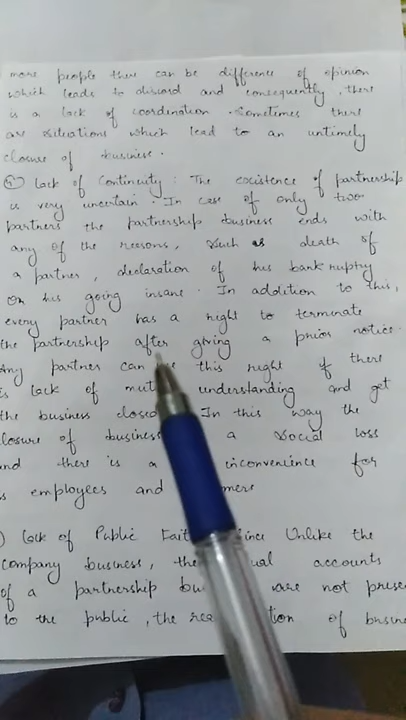 more people there can be difference of opinion
which leads to discord and consequently, there
is a lack of coordination. Sometimes there
are situations which lead to an untimely
closure of business.
④ Lack of Continuity: The existence of partnership
is very uncertain. In case of only two
partners the partnership business ends with
any of the reasons, such as death of
a partner, declaration of his bankruptcy
or his going insane. In addition to this,
every partner has a right to terminate
the partnership after giving a prior notice.
Any partner can this right if there
is lack of understanding and get
the business closed In this way the
closure of business a social loss
and there is a inconvenience for
employees and
) Lack of Public Unlike the
company business, the accounts
of a partnership are not
to the public, the of